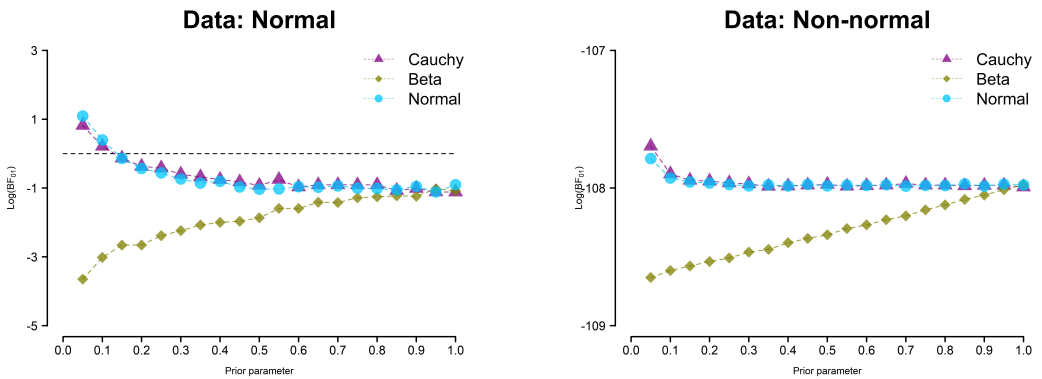 Data: Normal
3
1
-1
-3
-5
Log(BF₀₁)
Cauchy
Beta
Normal
0.0 0.1 0.2 0.3 0.4 0.5 0.6 0.7 0.8 0.9 1.0
Prior parameter
Data: Non-normal
-107
-108
-109
Log(BF₀₁)
Cauchy
Beta
Normal
0.0 0.1 0.2 0.3 0.4 0.5 0.6 0.7 0.8 0.9 1.0
Prior parameter